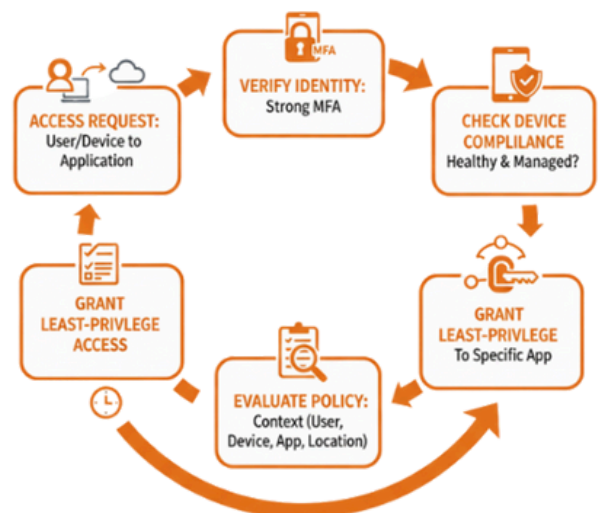 MFA
VERIFY IDENTITY:
Strong MFA
ACCESS REQUEST:
User/Device to
Application
CHECK DEVICE
COMPLILANCE
Healthy & Managed?
GRANT
LEAST-PRIVLEGE
ACCESS
GRANT
LEAST-PRIVLEGE
To Specific App
EVALUATE POLICY:
Context (User,
Device, App, Location)